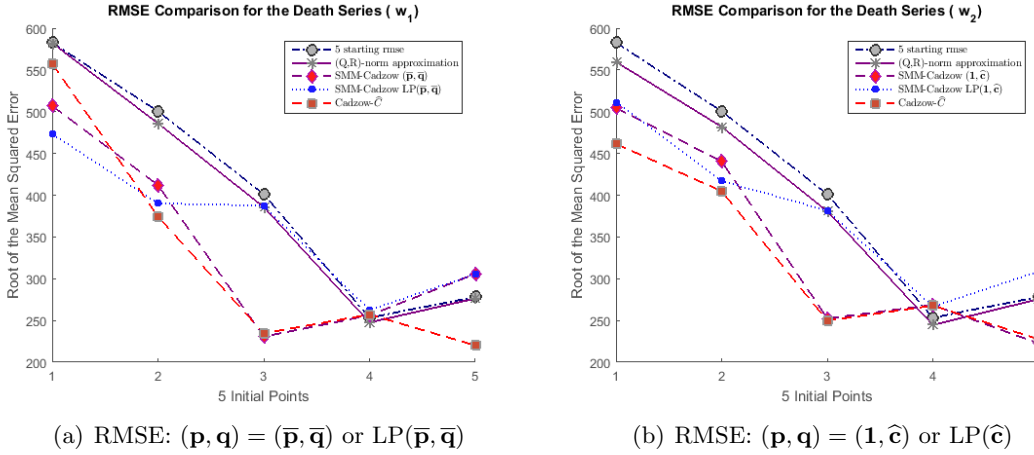 RMSE Comparison for the Death Series ( w₁)
Root of the Mean Squared Error
600
550
500
450
400
350
300
250
200
5 starting rmse
(Q,R)-norm approximation
SMM-Cadzow (p̅, q̅)
SMM-Cadzow LP(p̅, q̅)
Cadzow-Ĉ
1 2 3 4 5
5 Initial Points
(a) RMSE: (p, q) = (p̅, q̅) or LP(p̅, q̅)
RMSE Comparison for the Death Series ( w₂)
Root of the Mean Squared Error
600
550
500
450
400
350
300
250
200
5 starting rmse
(Q,R)-norm approximation
SMM-Cadzow (1, ĉ)
SMM-Cadzow LP(1, ĉ)
Cadzow-Ĉ
1 2 3 4
5 Initial Points
(b) RMSE: (p, q) = (1, ĉ) or LP(ĉ)